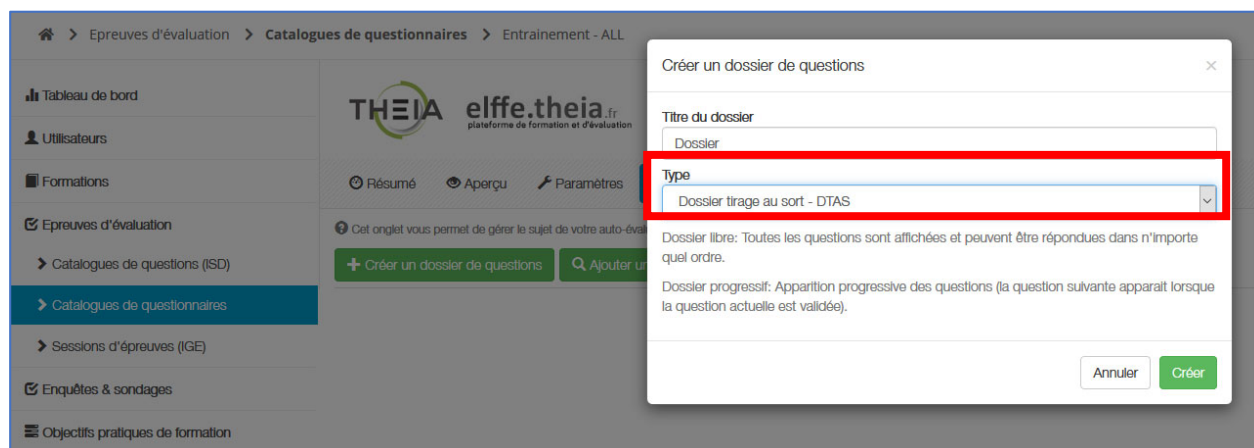 Epreuves d'évaluation > Catalogues de questionnaires > Entrainement - ALL
Tableau de bord
Utilisateurs
Formations
Epreuves d'évaluation
Catalogues de questions (ISD)
Catalogues de questionnaires
Sessions d'épreuves (IGE)
Enquêtes & sondages
Objectifs pratiques de formation
THEIA
elffe.theia.fr
plateforme de formation et d'évaluation
Résumé
Aperçu
Paramètres
Cet onglet vous permet de gérer le sujet de votre auto-éval
Créer un dossier de questions
Ajouter un
Créer un dossier de questions
Titre du dossier
Dossier
Type
Dossier tirage au sort - DTAS
Dossier libre: Toutes les questions sont affichées et peuvent être répondues dans n'importe
quel ordre.
Dossier progressif: Apparition progressive des questions (la question suivante apparait lorsque
la question actuelle est validée).
Annuler
Créer